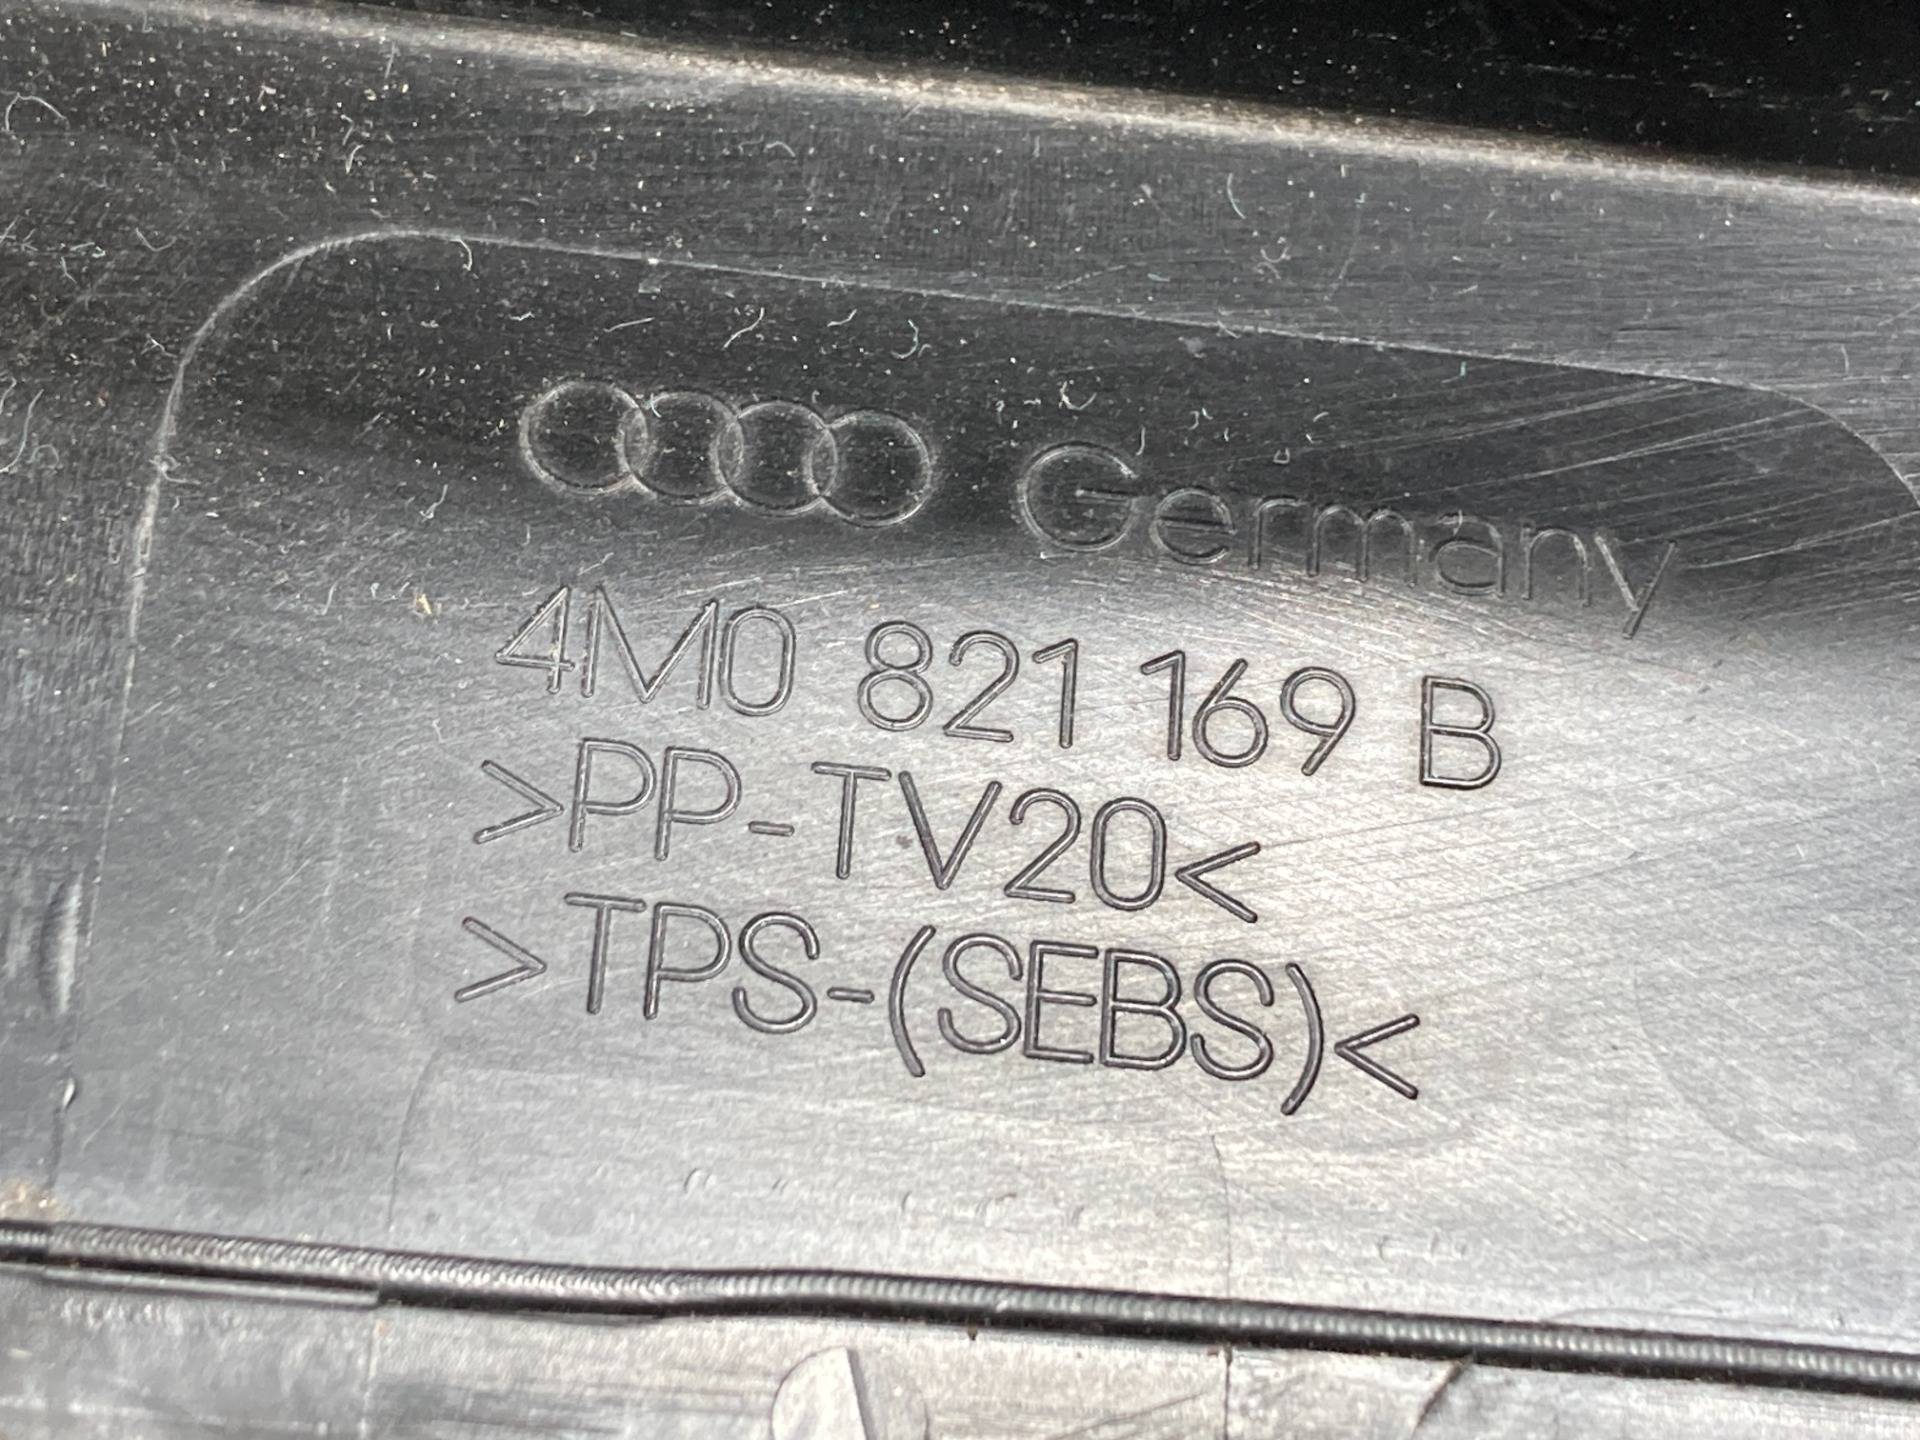 Germany
4M0 821 169 B
>PP-TV20<
>TPS-(SEBS)<